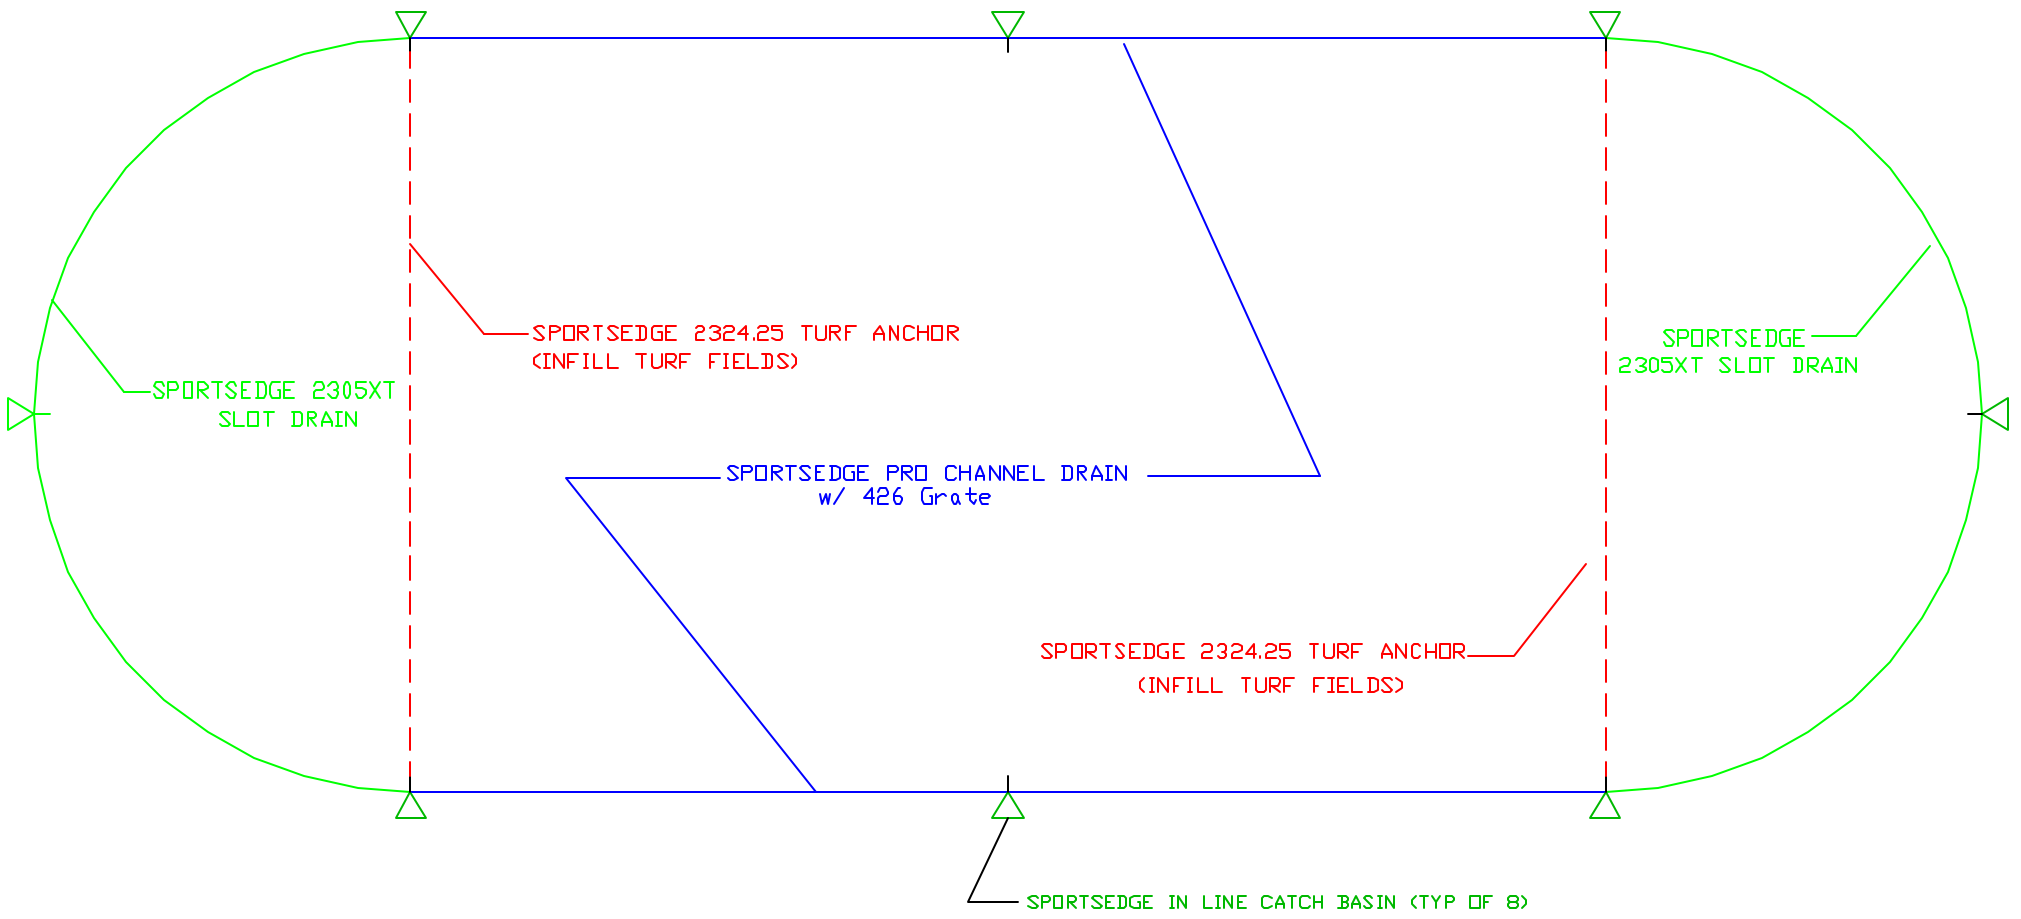 SPORTSEDGE 2324.25 TURF ANCHOR
(INFILL TURF FIELDS)
SPORTSEDGE
2305XT SLOT DRAIN
SPORTSEDGE 2305XT
SLOT DRAIN
SPORTSEDGE PRO CHANNEL DRAIN
w/ 426 Grate
SPORTSEDGE 2324.25 TURF ANCHOR
(INFILL TURF FIELDS)
SPORTSEDGE IN LINE CATCH BASIN (TYP OF 8)